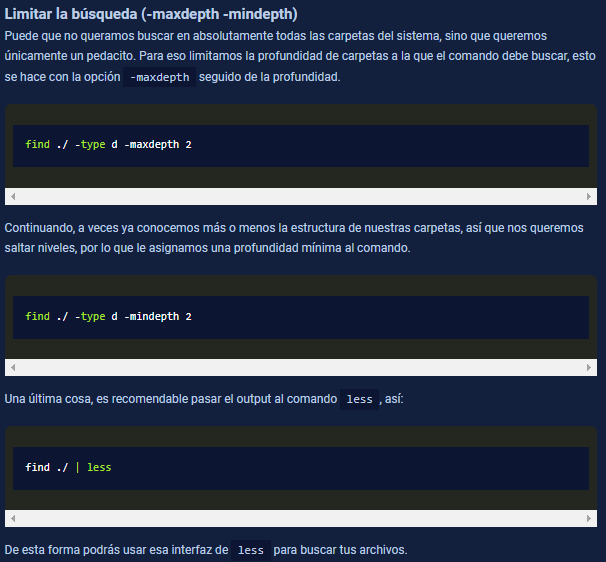 Limitar la búsqueda (-maxdepth -mindepth)
Puede que no queramos buscar en absolutamente todas las carpetas del sistema, sino que queremos
únicamente un pedacito. Para eso limitamos la profundidad de carpetas a la que el comando debe buscar, esto
se hace con la opción -maxdepth seguido de la profundidad.
find ./ -type d -maxdepth 2
Continuando, a veces ya conocemos más o menos la estructura de nuestras carpetas, así que nos queremos
saltar niveles, por lo que le asignamos una profundidad mínima al comando.
find ./ -type d -mindepth 2
Una última cosa, es recomendable pasar el output al comando less , así:
find ./ | less
De esta forma podrás usar esa interfaz de less para buscar tus archivos.